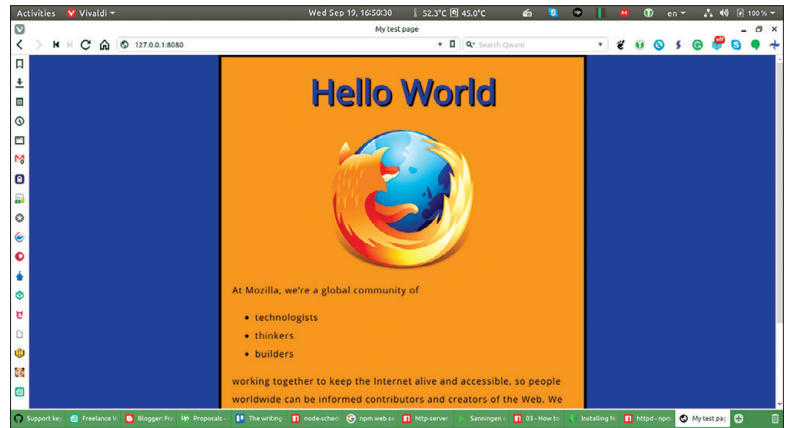 Activities Vivaldi Wed Sep 19, 16:50:30 52.3°C 45.0°C en 100 %
My test page
127.0.0.1:8080 Search Qwant
Hello World
At Mozilla, we're a global community of
technologists
thinkers
builders
working together to keep the Internet alive and accessible, so people
worldwide can be informed contributors and creators of the Web. We
Support key Freelance W Blogger: Fre Proposals - The writing node-sched npm web se http-server Sanningen 03 - How to Installing N httpd - npm My test pag